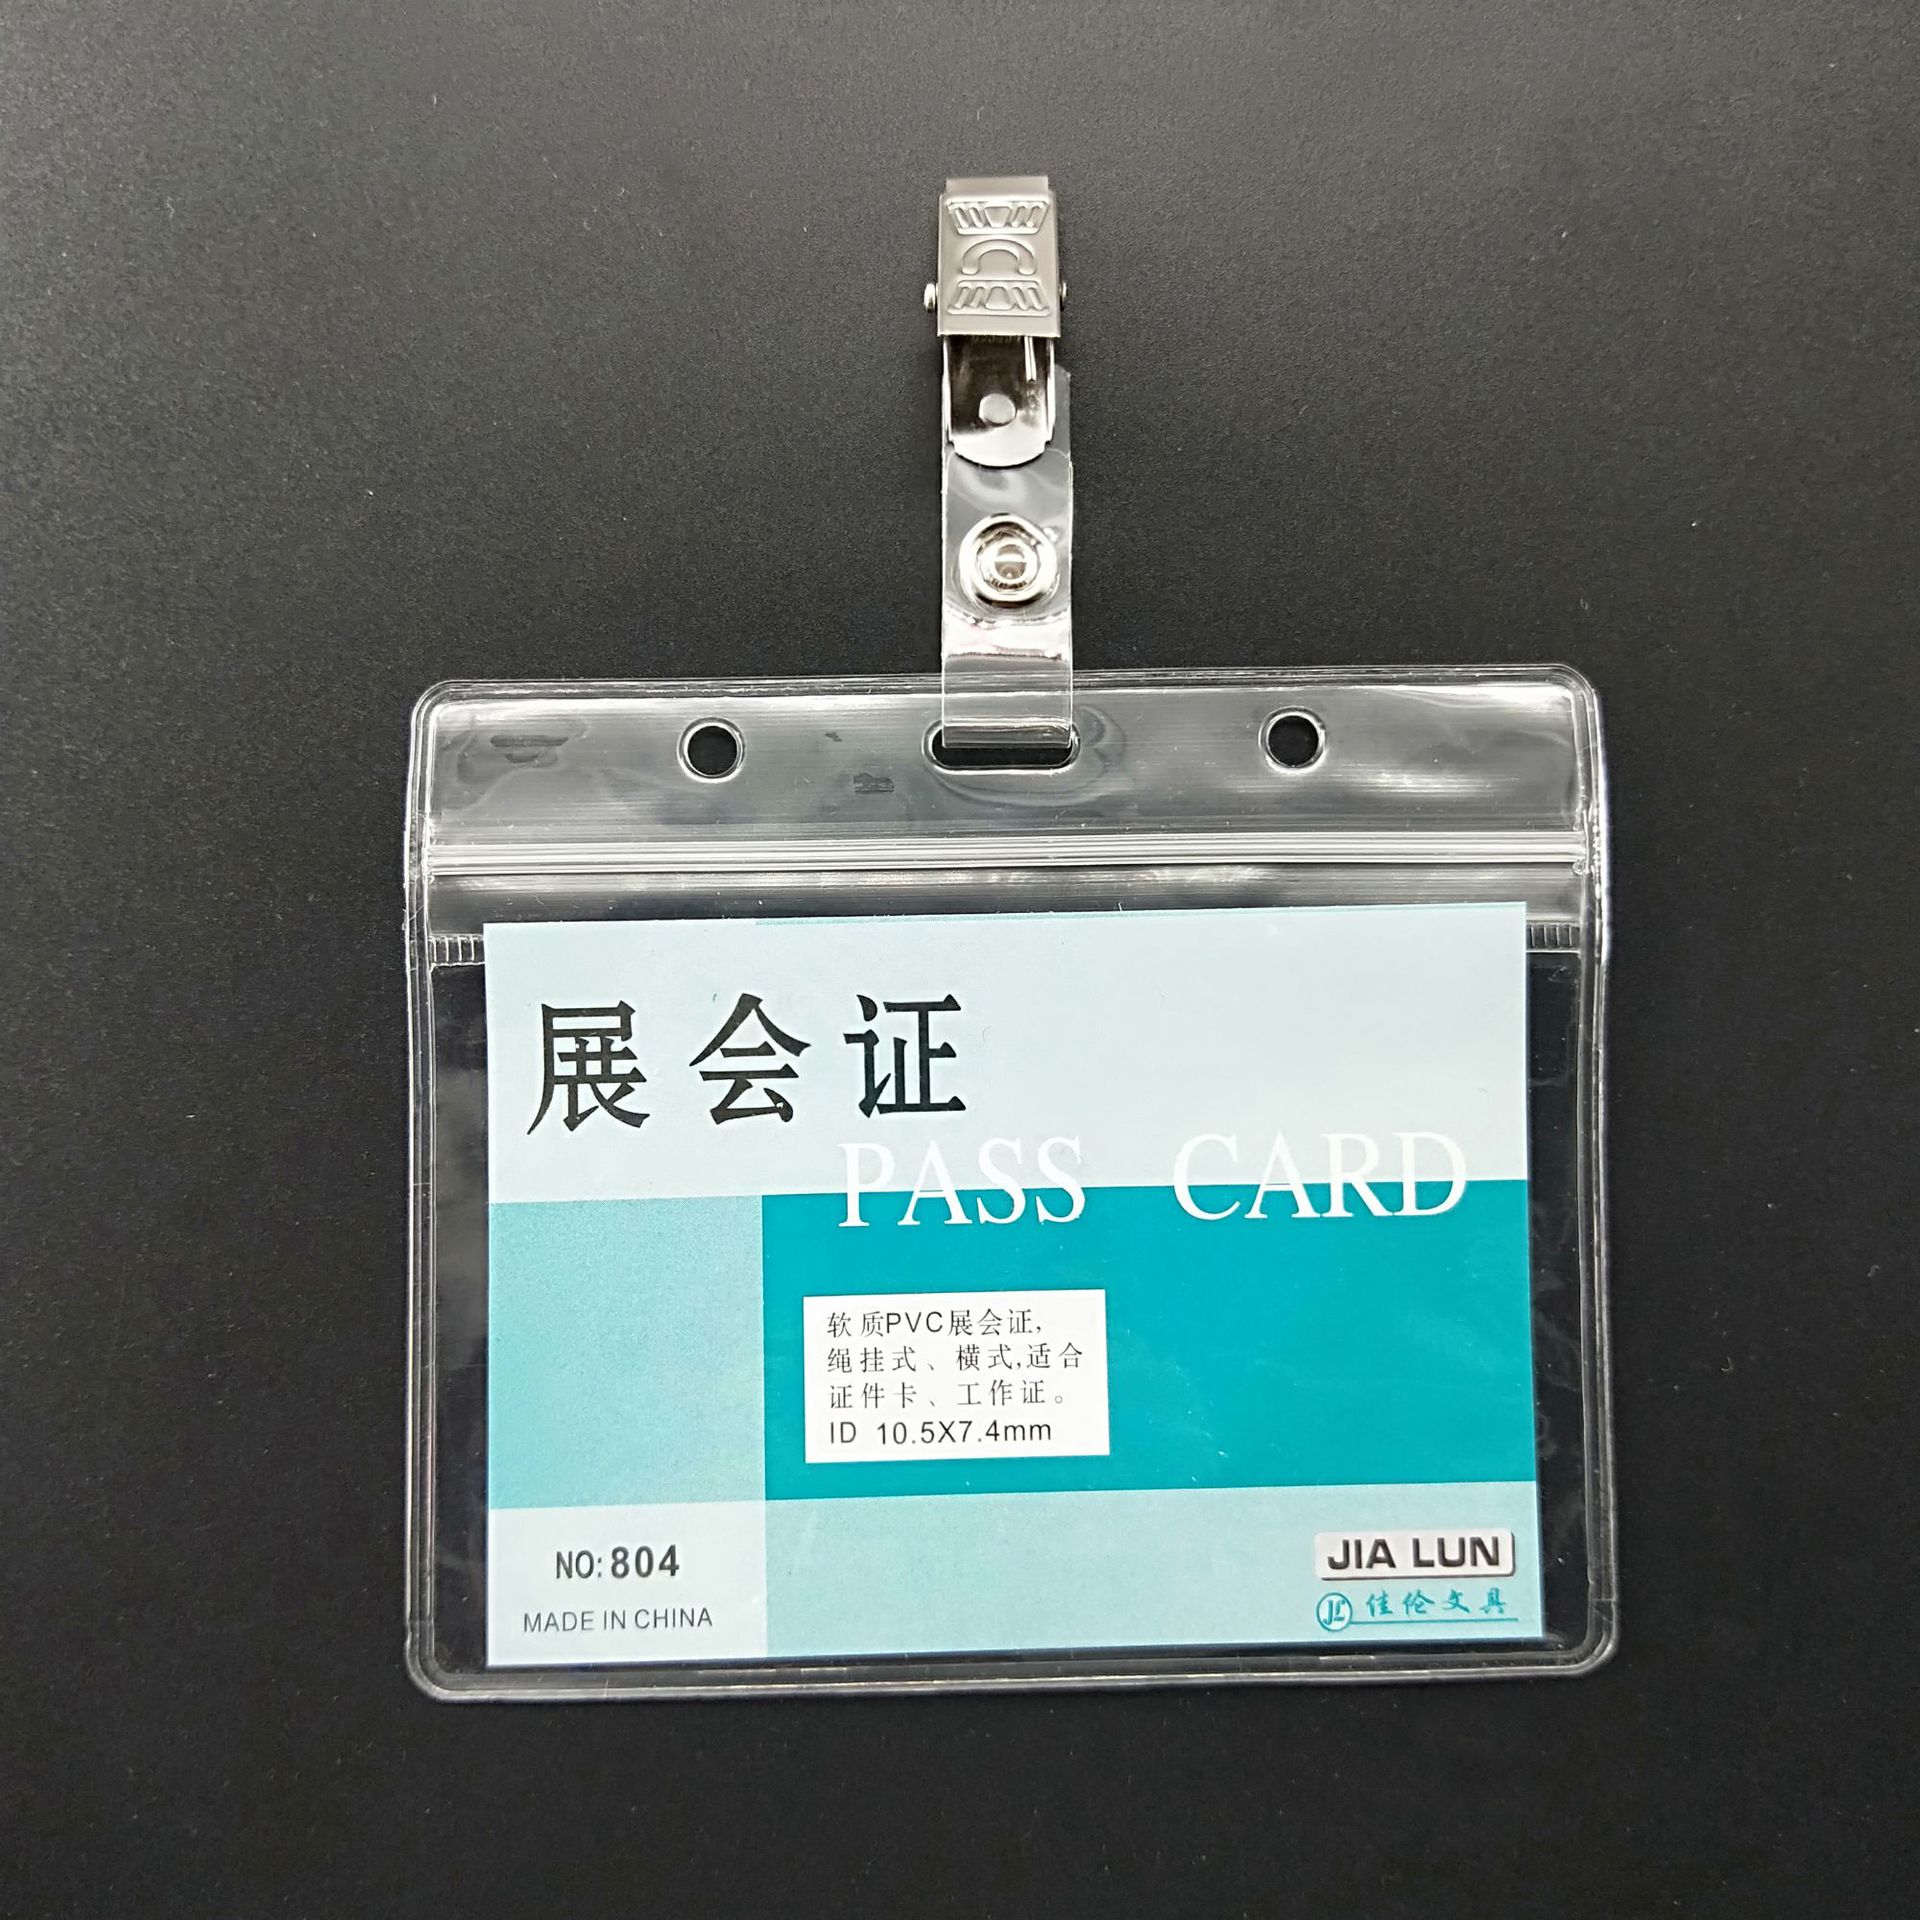 展会证
PASS CARD
软质PVC展会证,
绳挂式、横式,适合
证件卡、工作证。
ID 10.5X7.4mm
NO: 804
MADE IN CHINA
JIA LUN
JL 佳伦文具